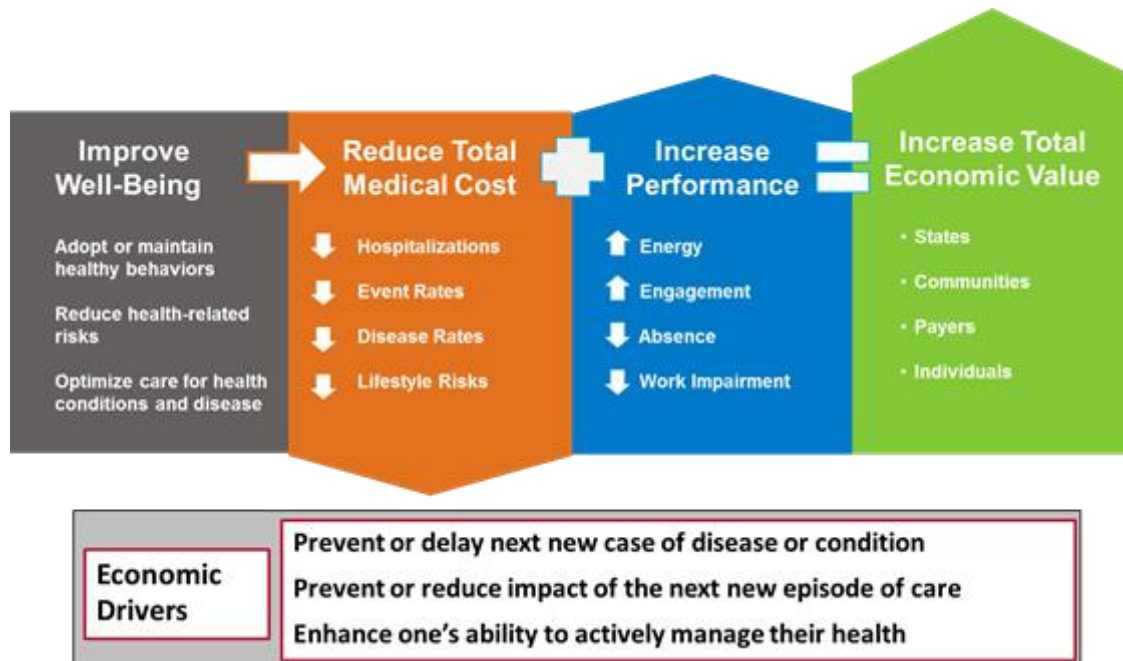 Improve
Well-Being
Adopt or maintain
healthy behaviors
Reduce health-related
risks
Optimize care for health
conditions and disease
Reduce Total
Medical Cost
Hospitalizations
Event Rates
Disease Rates
Lifestyle Risks
Increase
Performance
Energy
Engagement
Absence
Work Impairment
Increase Total
Economic Value
• States
• Communities
• Payers
• Individuals
Economic
Drivers
Prevent or delay next new case of disease or condition
Prevent or reduce impact of the next new episode of care
Enhance one's ability to actively manage their health